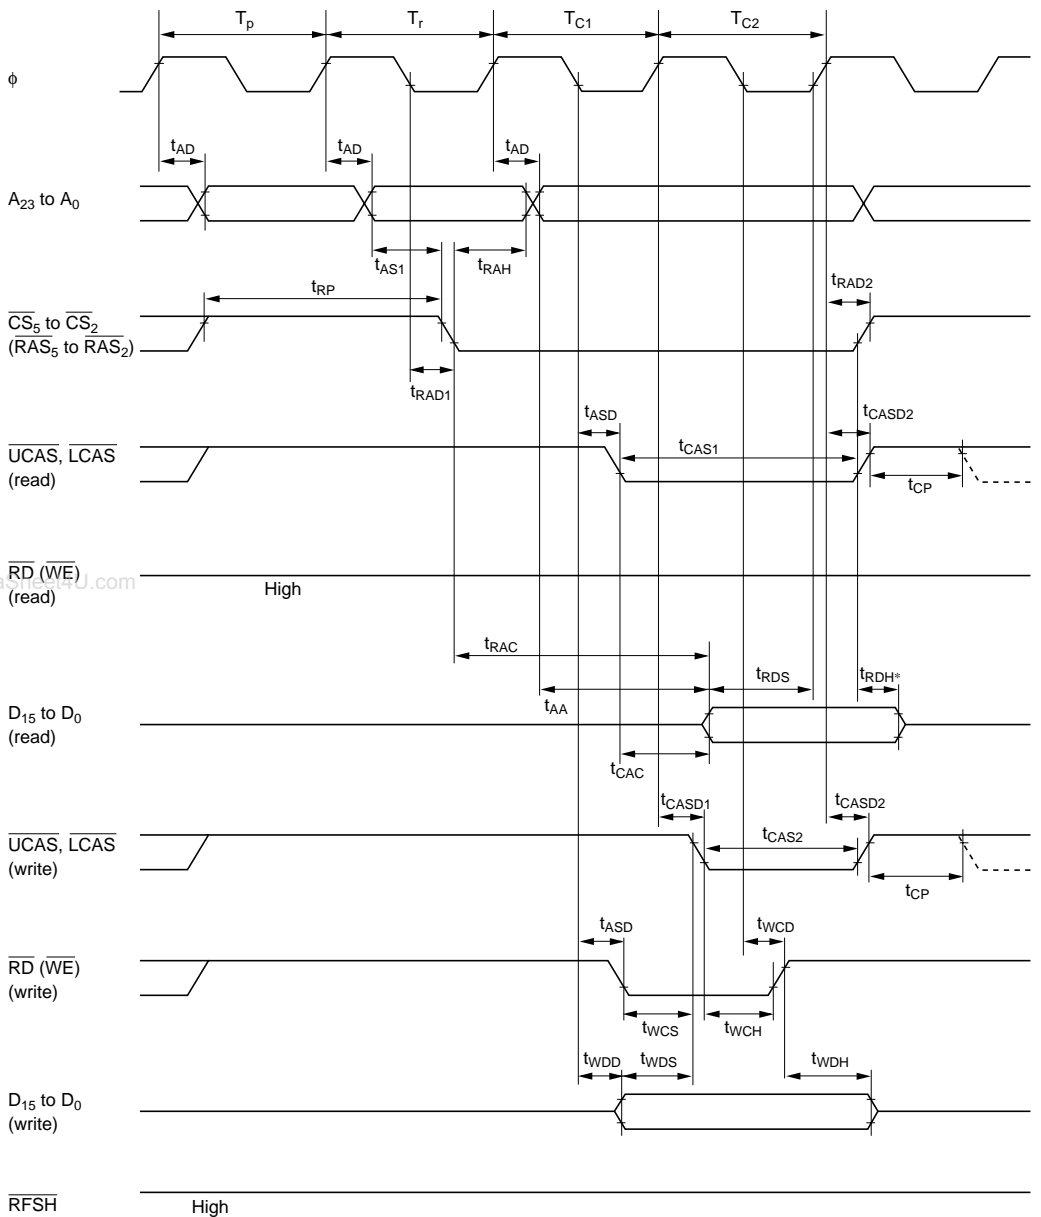 Tp Tr TC1 TC2
ϕ
tAD tAD tAD
A23 to A0
tAS1 tRAH
tRP tRAD2
CS5 to CS2
(RAS5 to RAS2)
tRAD1
tASD tCASD2
UCAS, LCAS
(read)
tCAS1
tCP
RD (WE)
(read)
aSheet4U.com
High
tRAC
tRDS tRDH*
tAA
D15 to D0
(read)
tCAC
tCASD1 tCASD2
UCAS, LCAS
(write)
tCAS2
tCP
tASD tWCD
RD (WE)
(write)
tWCS tWCH
tWDD tWDS tWDH
D15 to D0
(write)
RFSH High